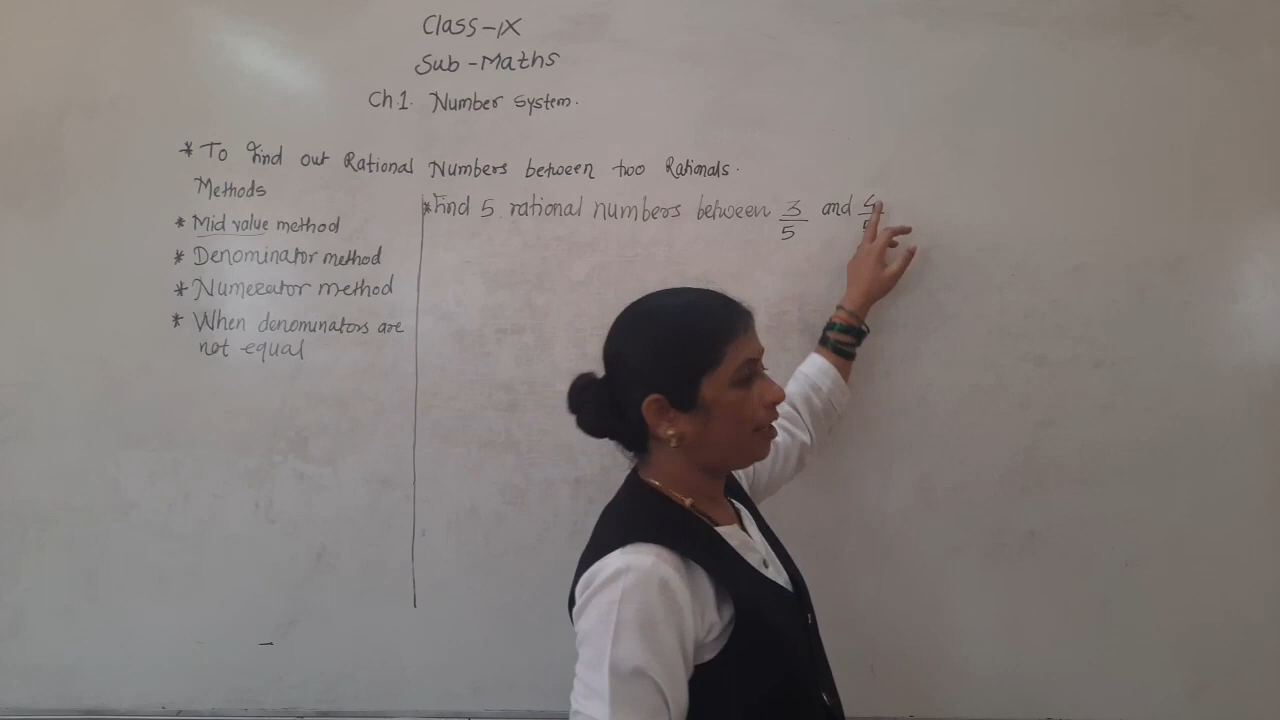 Class-IX
Sub-Maths
Ch.1. Number System.
* To find out Rational Numbers between two Rationals.
Methods
* Mid value method
* Denominator method
* Numerator method
* When denominators are
not equal
* Find 5 rational numbers between 3/5 and